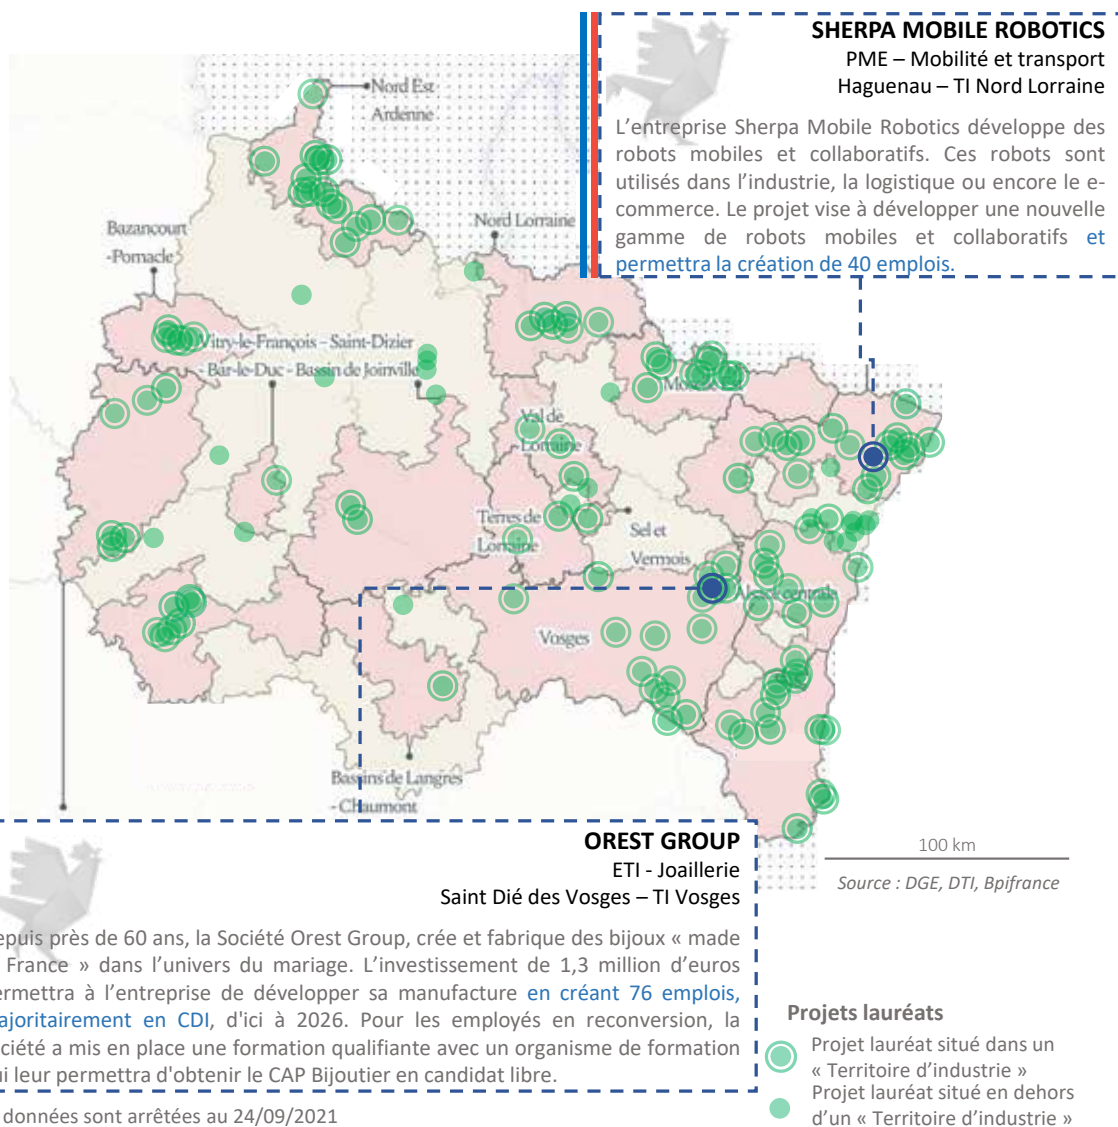 SHERPA MOBILE ROBOTICS
PME – Mobilité et transport
Haguenau – TI Nord Lorraine
L’entreprise Sherpa Mobile Robotics développe des
robots mobiles et collaboratifs. Ces robots sont
utilisés dans l’industrie, la logistique ou encore le e-
commerce. Le projet vise à développer une nouvelle
gamme de robots mobiles et collaboratifs et
permettra la création de 40 emplois.
Nord Est
Ardenne
Nord Lorraine
Bazancourt
-Pomacle
Vitry-le-François – Saint-Dizier
- Bar-le-Duc - Bassin de Joinville
Val de
Lorraine
Terres de
Lorraine
Sel et
Vermois
Alsace centrale
Vosges
Bassins de Langres
- Chaumont
100 km
Source : DGE, DTI, Bpifrance
OREST GROUP
ETI - Joaillerie
Saint Dié des Vosges – TI Vosges
epuis près de 60 ans, la Société Orest Group, crée et fabrique des bijoux « made
France » dans l’univers du mariage. L’investissement de 1,3 million d’euros
ermettra à l’entreprise de développer sa manufacture en créant 76 emplois,
ajoritairement en CDI, d'ici à 2026. Pour les employés en reconversion, la
ociété a mis en place une formation qualifiante avec un organisme de formation
ui leur permettra d'obtenir le CAP Bijoutier en candidat libre.
données sont arrêtées au 24/09/2021
Projets lauréats
Projet lauréat situé dans un
« Territoire d’industrie »
Projet lauréat situé en dehors
d’un « Territoire d’industrie »